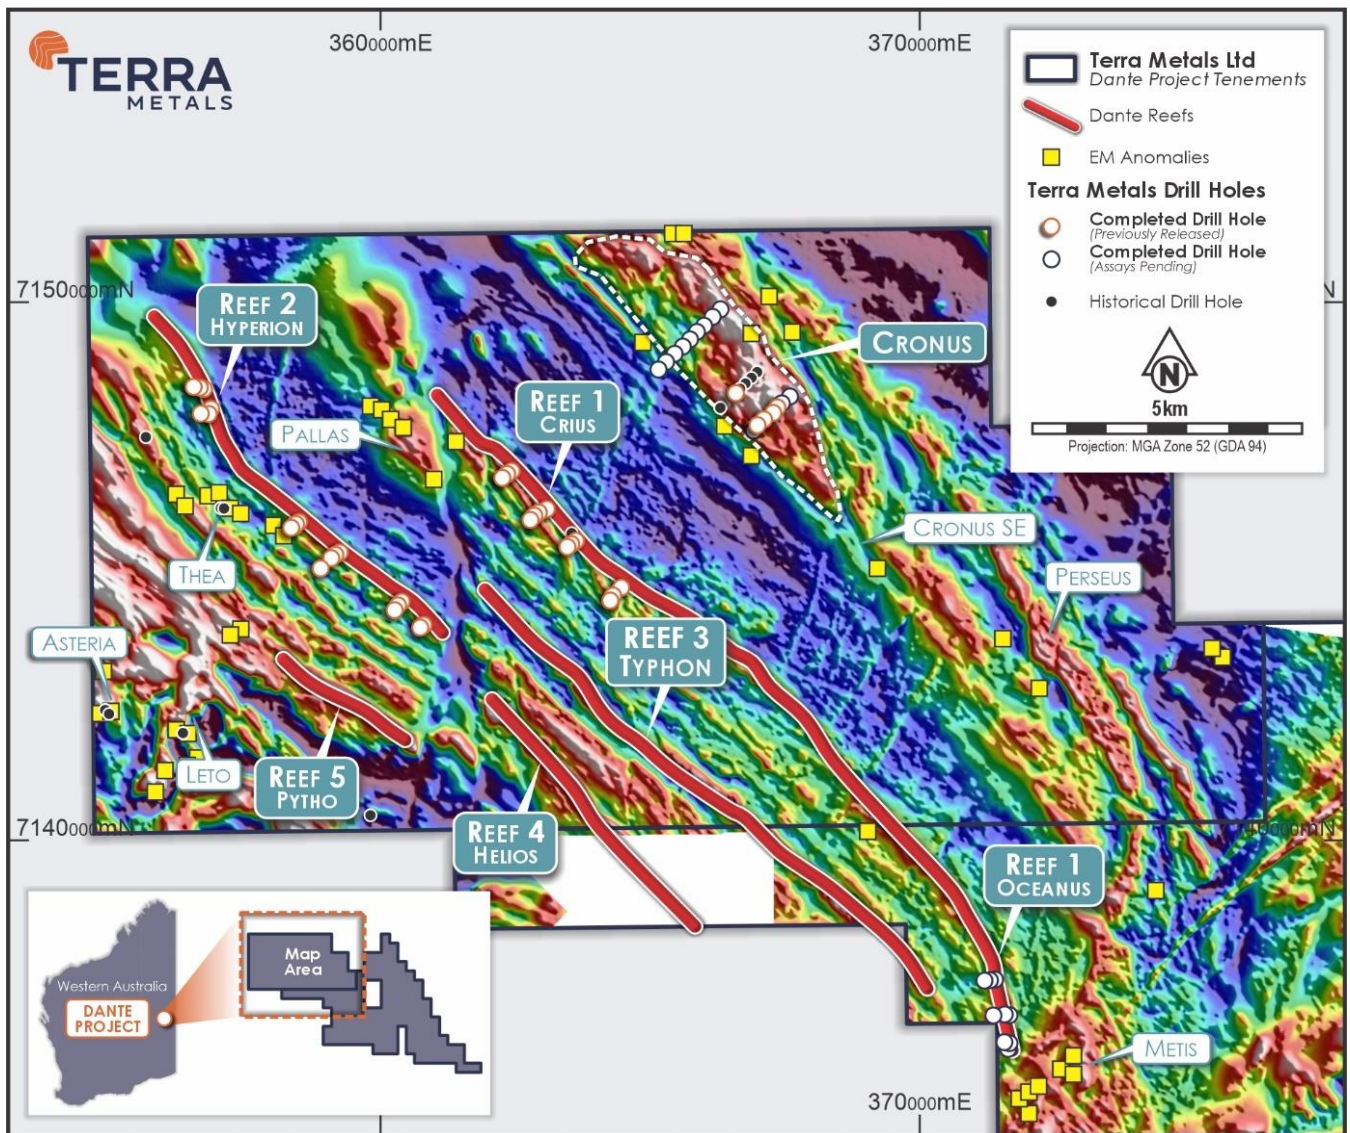 360000mE
370000mE
TERRA
METALS
Terra Metals Ltd
Dante Project Tenements
Dante Reefs
EM Anomalies
Terra Metals Drill Holes
Completed Drill Hole
(Previously Released)
Completed Drill Hole
(Assays Pending)
Historical Drill Hole
N
5km
Projection: MGA Zone 52 (GDA 94)
7150000mN
N
REEF 2
HYPERION
CRONUS
REEF 1
CRIUS
PALLAS
CRONUS SE
THEA
PERSEUS
ASTERIA
REEF 3
TYPHON
LETO
REEF 5
PYTHO
7140000mN
REEF 4
HELIOS
REEF 1
OCEANUS
Map
Area
Western Australia
DANTE
PROJECT
METIS
370000mE